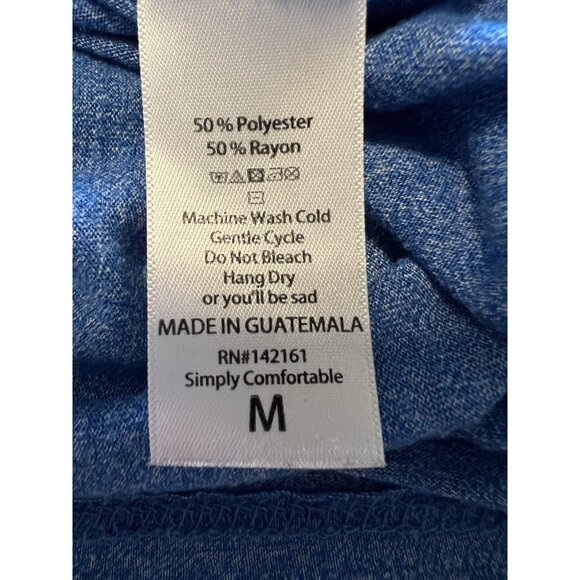 50% Polyester
50% Rayon
Machine Wash Cold
Gentle Cycle
Do Not Bleach
Hang Dry
or you'll be sad
MADE IN GUATEMALA
RN#142161
Simply Comfortable
M